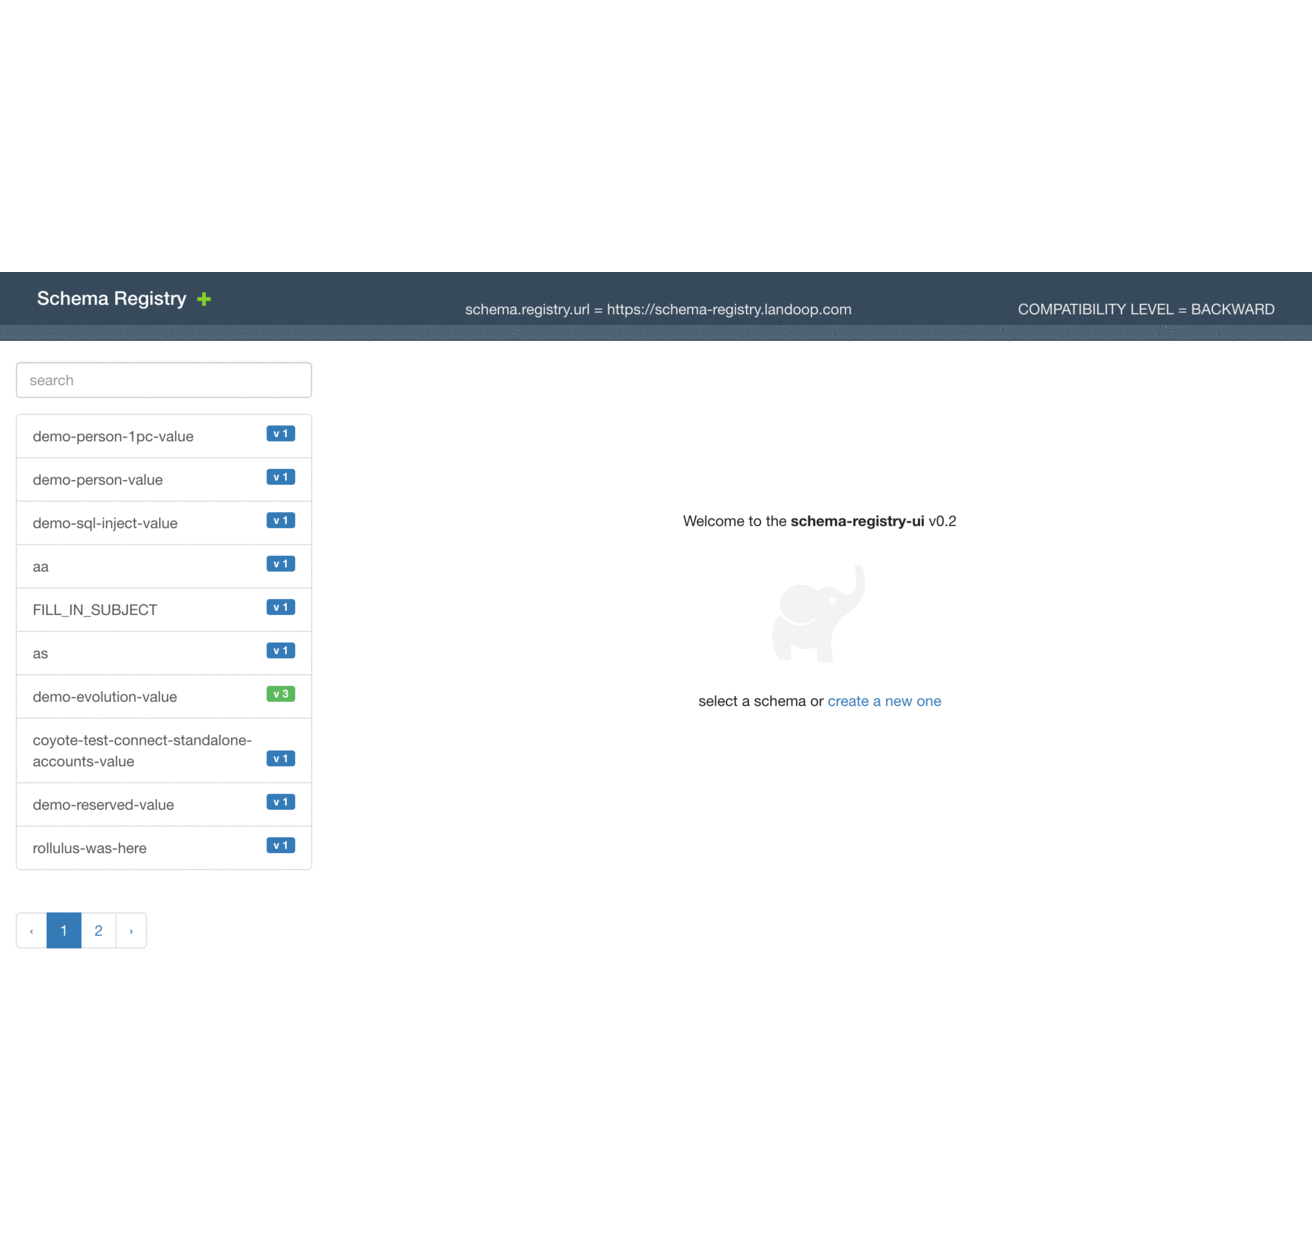 Schema Registry +
schema.registry.url = https://schema-registry.landoop.com
COMPATIBILITY LEVEL = BACKWARD
search
demo-person-1pc-value v 1
demo-person-value v 1
demo-sql-inject-value v 1
aa v 1
FILL_IN_SUBJECT v 1
as v 1
demo-evolution-value v 3
coyote-test-connect-standalone-
accounts-value v 1
demo-reserved-value v 1
rollulus-was-here v 1
‹ 1 2 ›
Welcome to the schema-registry-ui v0.2
select a schema or create a new one